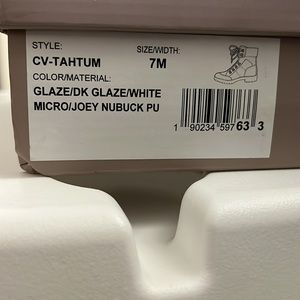 STYLE: SIZE/WIDTH:
CV-TAHTUM 7M
COLOR/MATERIAL:
GLAZE/DK GLAZE/WHITE
MICRO/JOEY NUBUCK PU
1 90234 59763 3